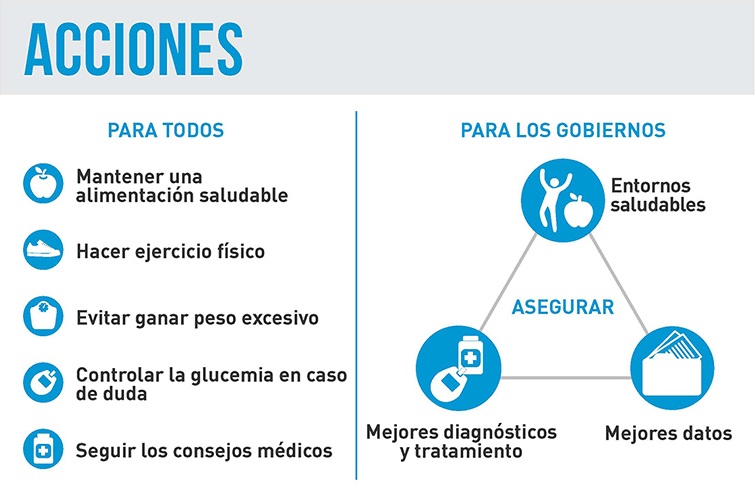 ACCIONES
PARA TODOS
Mantener una
alimentación saludable
Hacer ejercicio físico
Evitar ganar peso excesivo
Controlar la glucemia en caso
de duda
Seguir los consejos médicos
PARA LOS GOBIERNOS
Entornos
saludables
ASEGURAR
Mejores diagnósticos
y tratamiento
Mejores datos